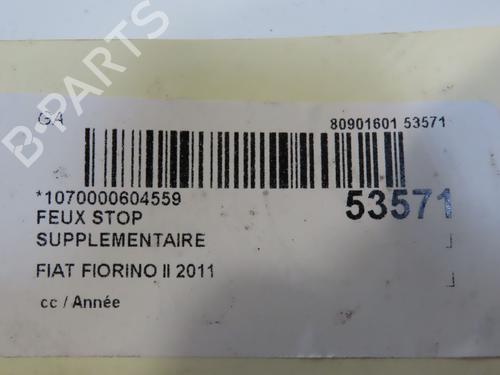 GA
80901601 53571
*1070000604559
53571
FEUX STOP
SUPPLEMENTAIRE
FIAT FIORINO II 2011
cc / Année
B-PARTS